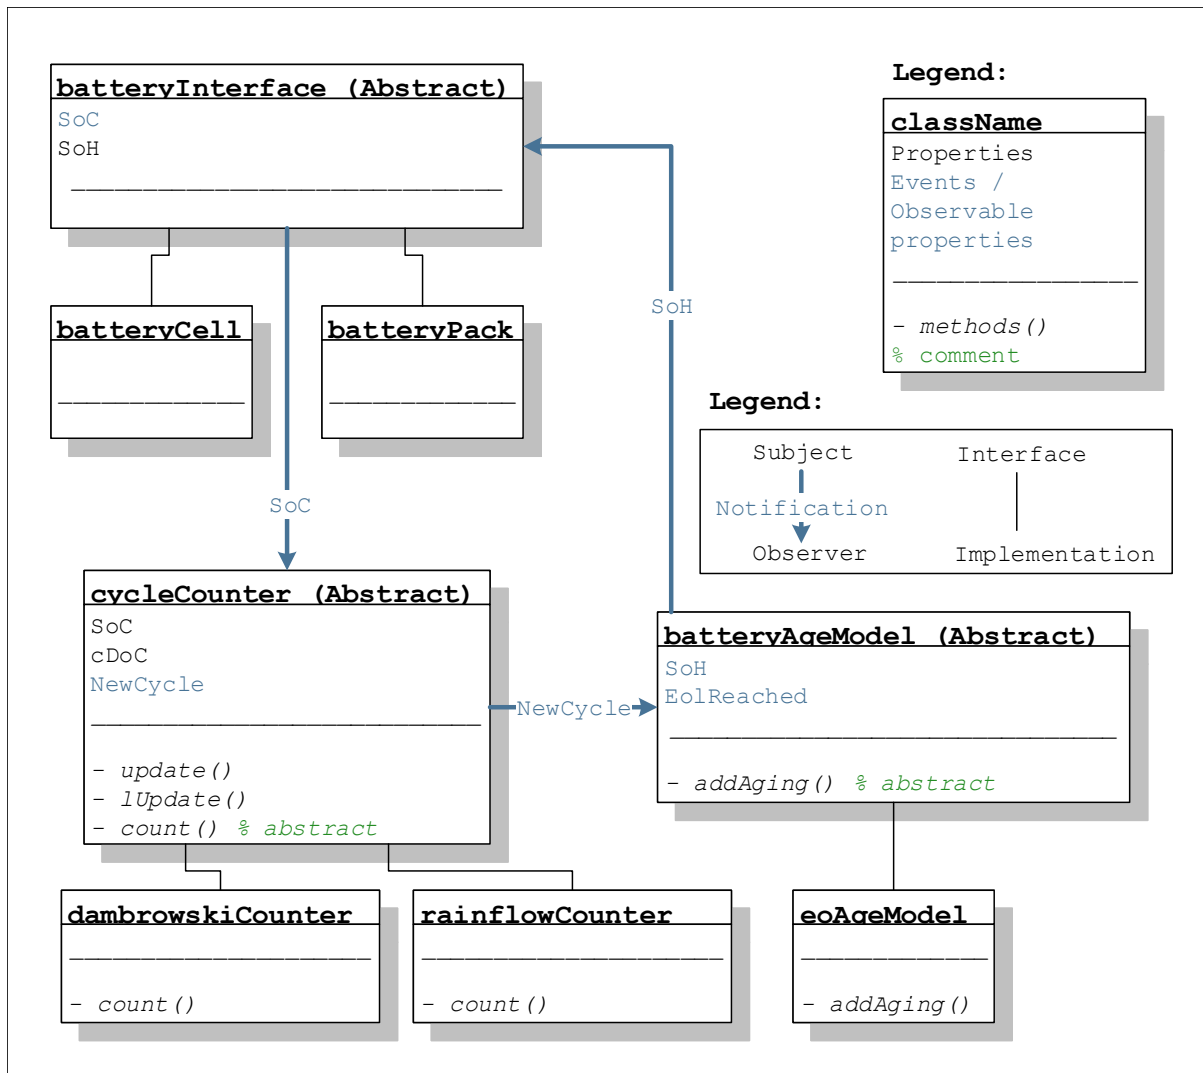 batteryInterface (Abstract)
SoC
SoH
Legend:
className
Properties
Events /
Observable
properties
- methods()
% comment
batteryCell
batteryPack
SoH
Legend:
Subject
Notification
Observer
Interface
Implementation
SoC
cycleCounter (Abstract)
SoC
cDoC
NewCycle
- update()
- lUpdate()
- count() % abstract
NewCycle
batteryAgeModel (Abstract)
SoH
EolReached
- addAging() % abstract
dambrowskiCounter
- count()
rainflowCounter
- count()
eoAgeModel
- addAging()